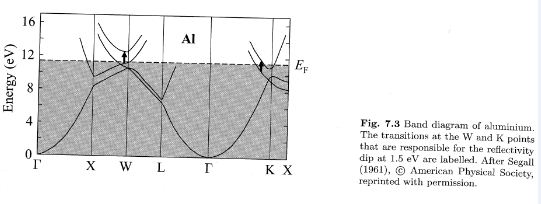 16
Al
12
E_F
Energy (eV)
8
4
0
Γ X W L Γ K X
Fig. 7.3 Band diagram of aluminium.
The transitions at the W and K points
that are responsible for the reflectivity
dip at 1.5 eV are labelled. After Segall
(1961), © American Physical Society,
reprinted with permission.